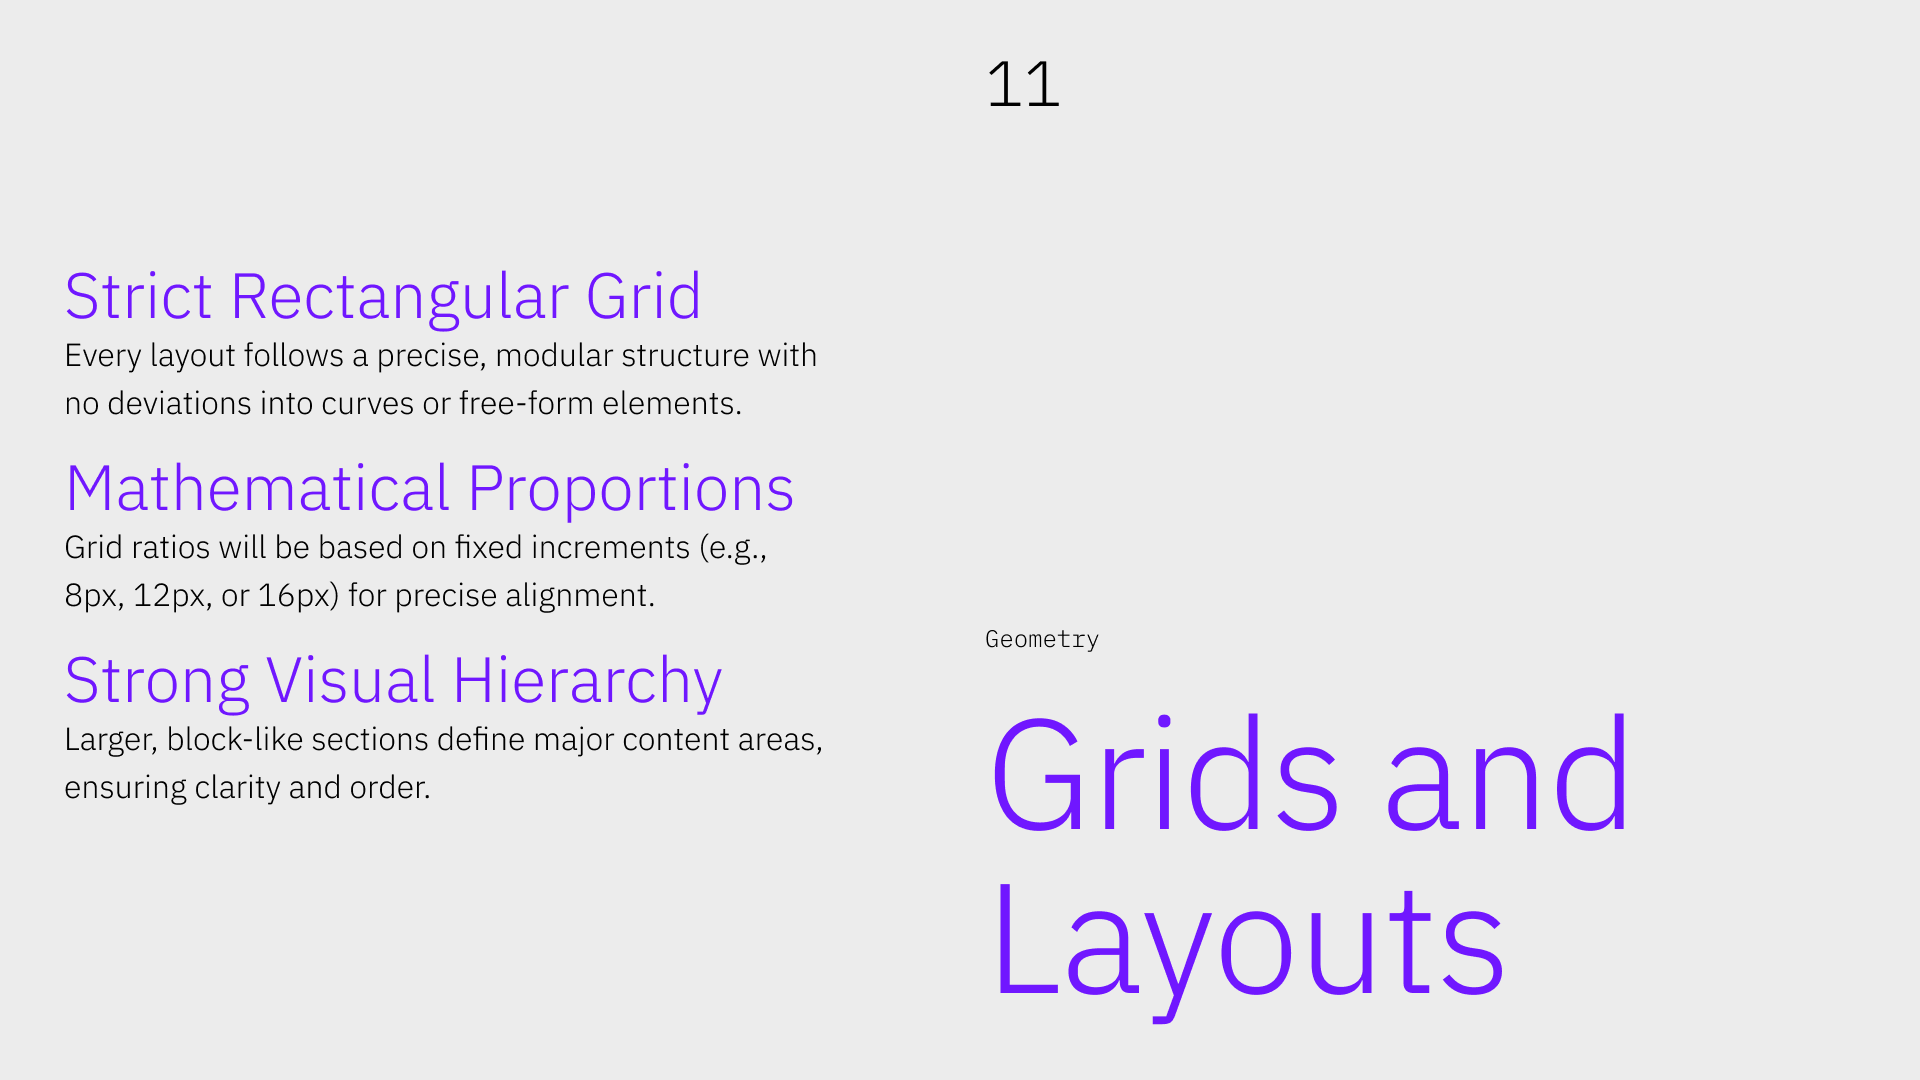 11
Strict Rectangular Grid
Every layout follows a precise, modular structure with
no deviations into curves or free-form elements.
Mathematical Proportions
Grid ratios will be based on fixed increments (e.g.,
8px, 12px, or 16px) for precise alignment.
Strong Visual Hierarchy
Larger, block-like sections define major content areas,
ensuring clarity and order.
Geometry
Grids and
Layouts